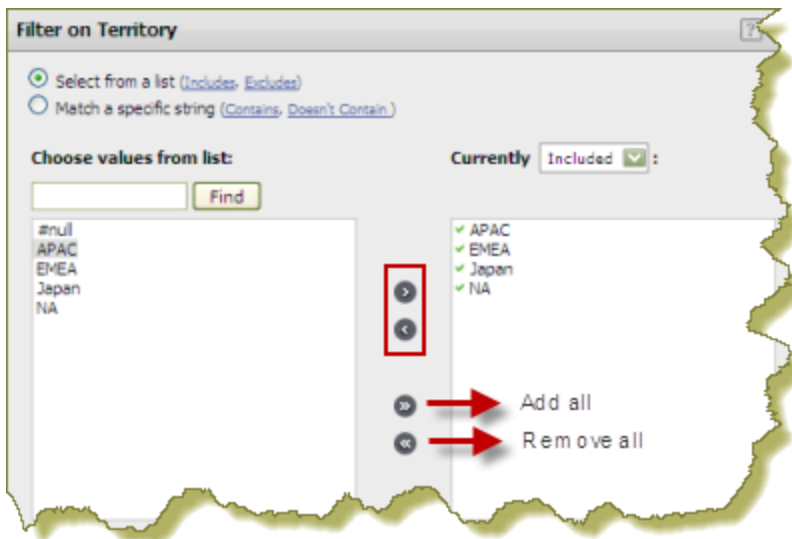 Filter on Territory
?
Select from a list (Includes, Excludes)
Match a specific string (Contains, Doesn't Contain )
Choose values from list:
Find
#null
APAC
EMEA
Japan
NA
Currently Included :
APAC
EMEA
Japan
NA
Add all
Remove all